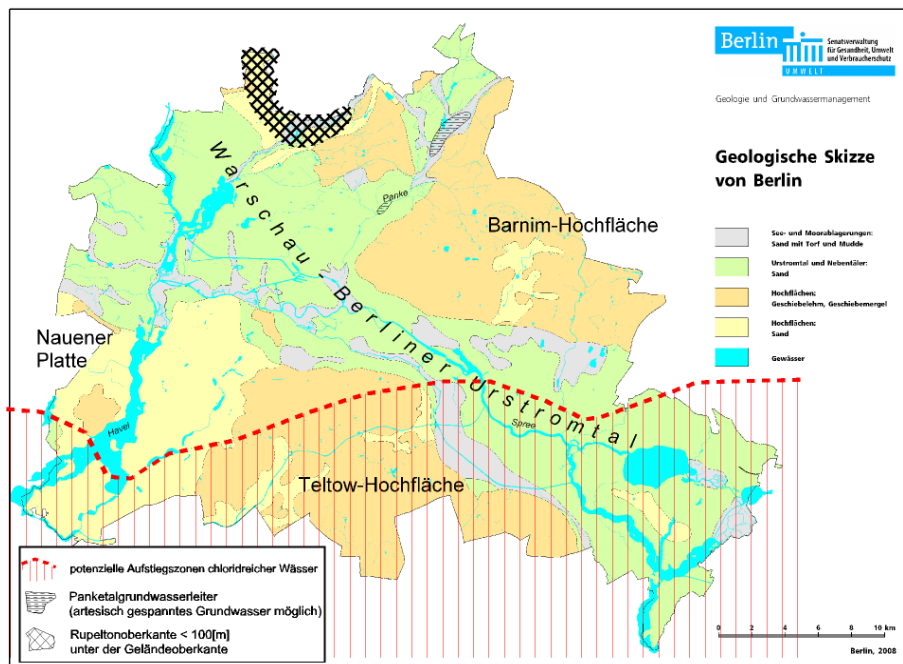 Berlin
Senatsverwaltung
für Gesundheit, Umwelt
und Verbraucherschutz
UMWELT
Geologie und Grundwassermanagement
Geologische Skizze
von Berlin
See- und Moorablagerungen:
Sand mit Torf und Mudde
Urstromtal und Nebentäler:
Sand
Hochflächen:
Geschiebelehm, Geschiebemergel
Hochflächen:
Sand
Gewässer
Warschau - Berliner Urstromtal
Panke
Barnim-Hochfläche
Nauener
Platte
Havel
Spree
Teltow-Hochfläche
potenzielle Aufstiegszonen chloridreicher Wässer
Panketalgrundwasserleiter
(artesisch gespanntes Grundwasser möglich)
Rupeltonoberkante < 100[m]
unter der Geländeoberkante
0 2 4 6 8 10 km
Berlin, 2008